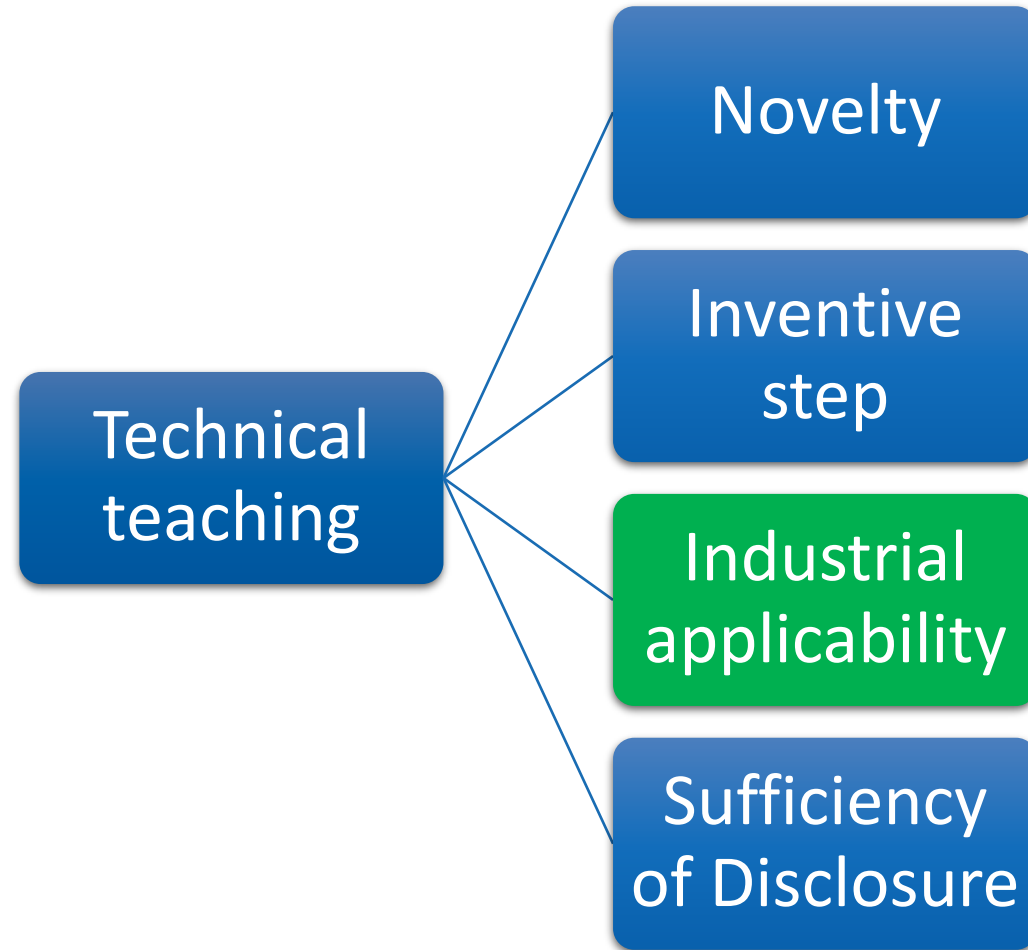 Novelty
Inventive
step
Technical
teaching
Industrial
applicability
Sufficiency
of Disclosure